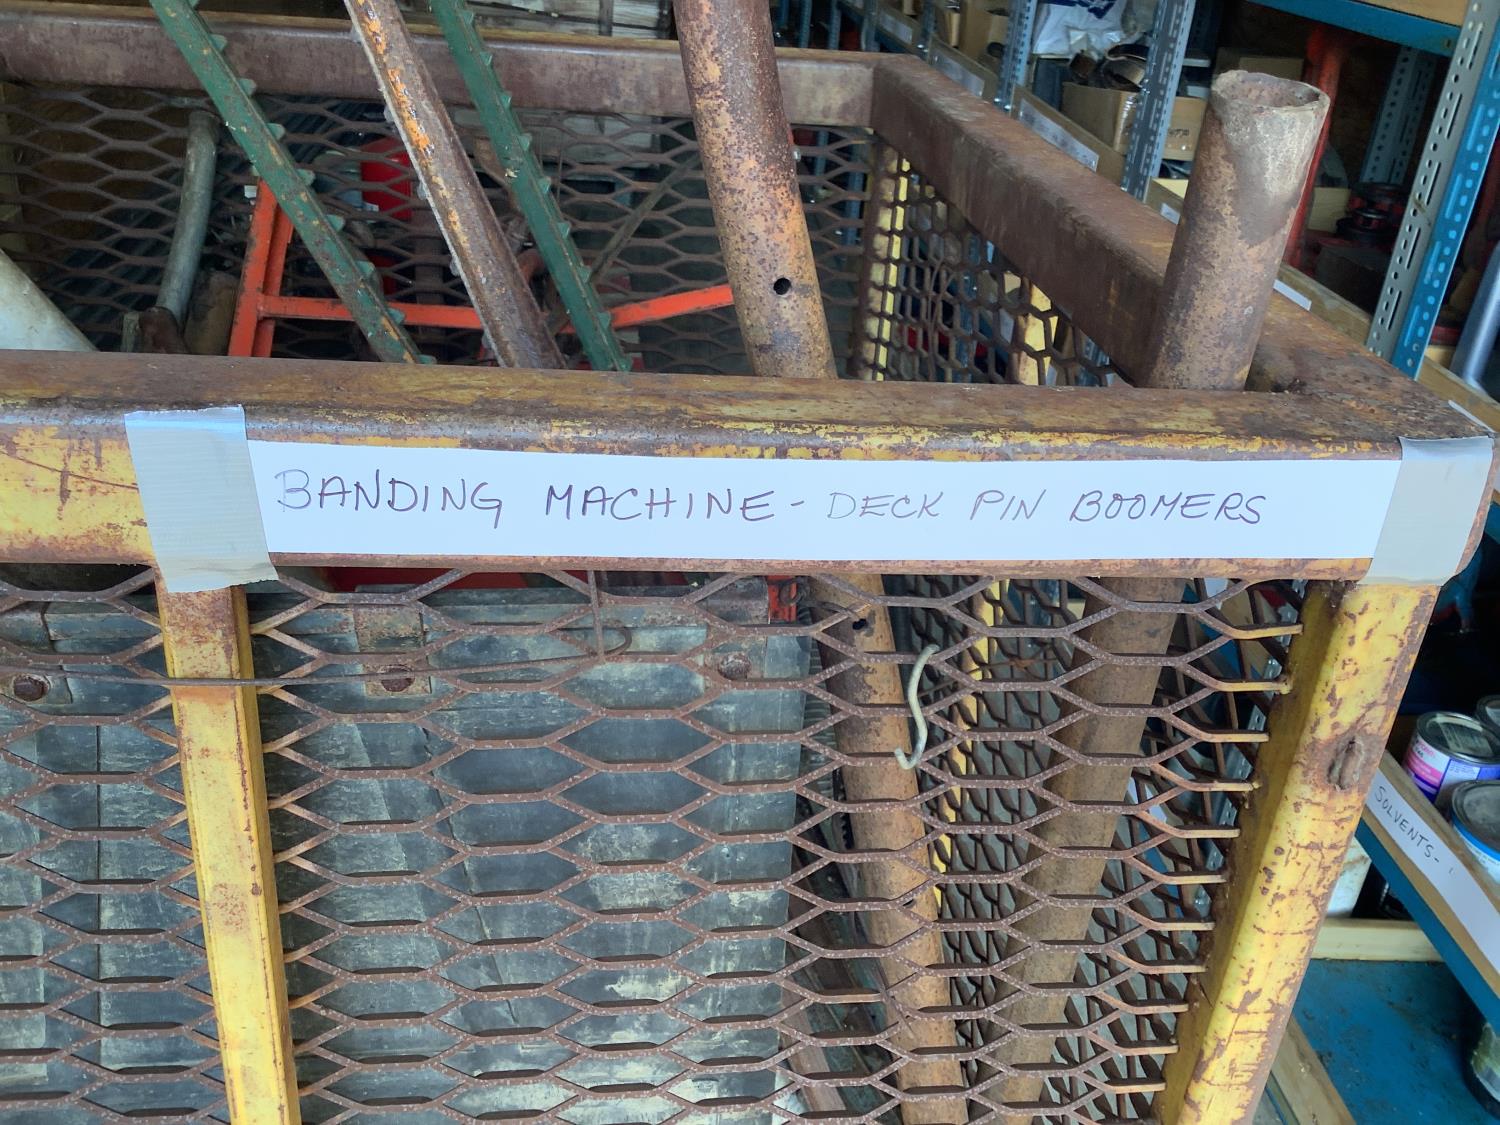 BANDING MACHINE - DECK PIN BOOMERS
SOLVENTS -